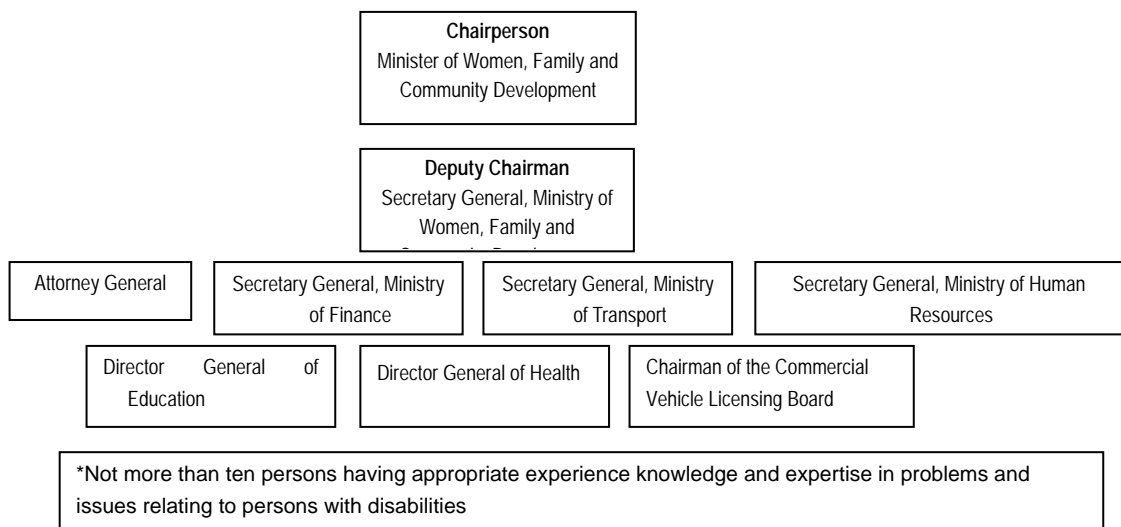 Chairperson
Minister of Women, Family and
Community Development
Deputy Chairman
Secretary General, Ministry of
Women, Family and
Attorney General
Secretary General, Ministry
of Finance
Secretary General, Ministry
of Transport
Secretary General, Ministry of Human
Resources
Director General of
Education
Director General of Health
Chairman of the Commercial
Vehicle Licensing Board
*Not more than ten persons having appropriate experience knowledge and expertise in problems and
issues relating to persons with disabilities